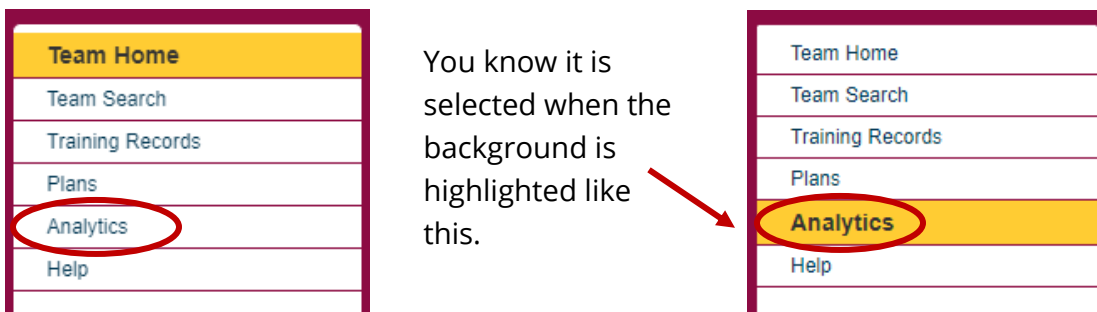 Team Home
Team Search
Training Records
Plans
Analytics
Help
You know it is
selected when the
background is
highlighted like
this.
Team Home
Team Search
Training Records
Plans
Analytics
Help